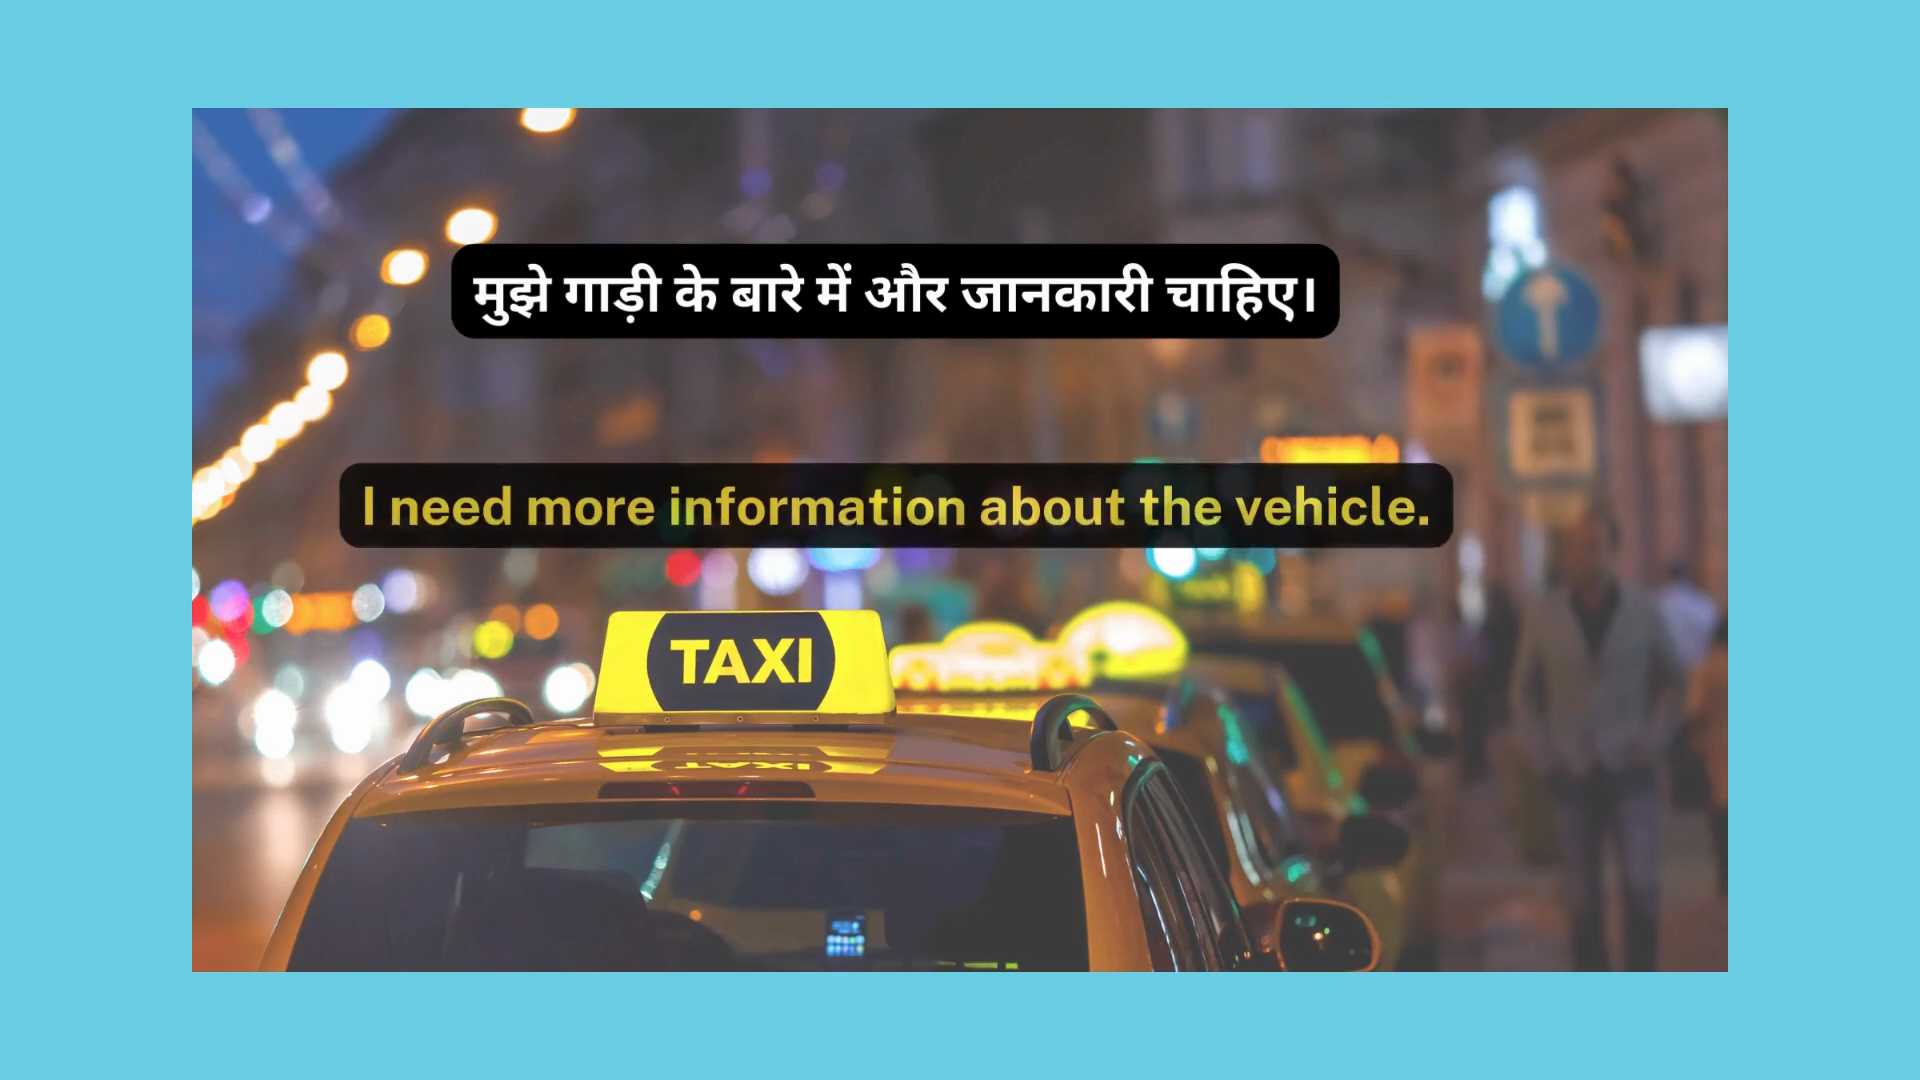 मुझे गाड़ी के बारे में और जानकारी चाहिए।
I need more information about the vehicle.
TAXI